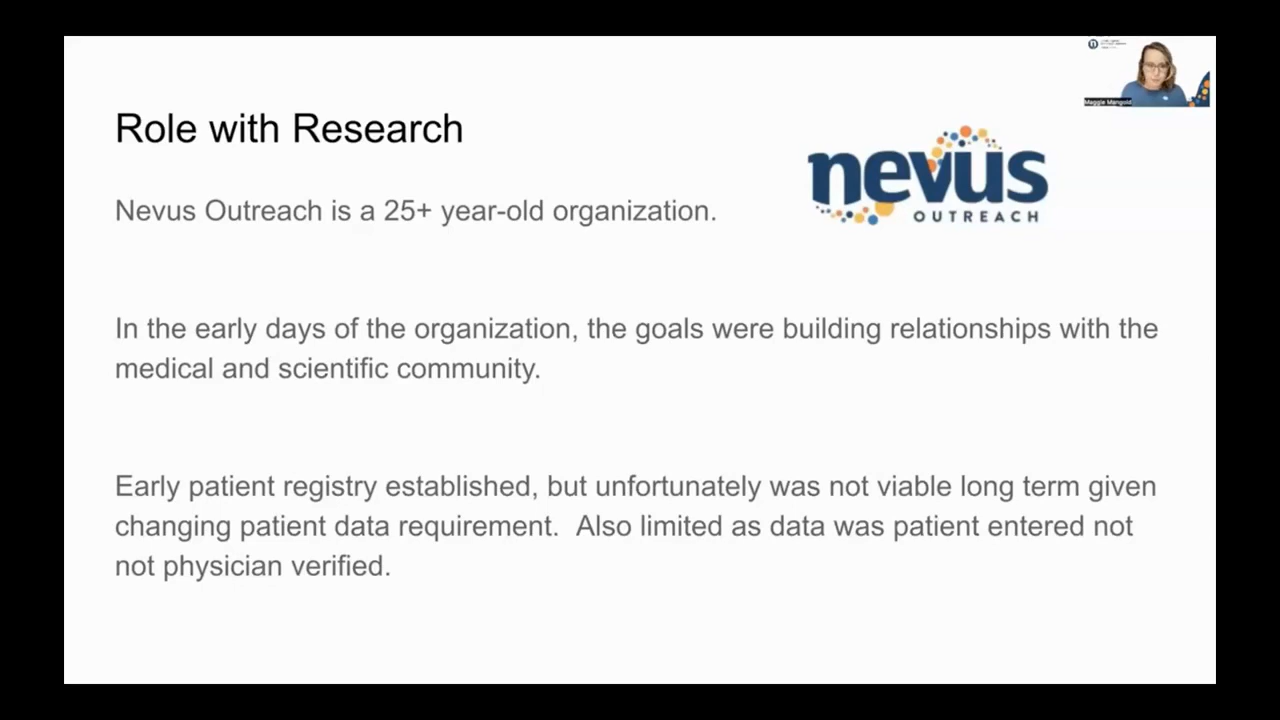 Maggie Mangold
Role with Research
nevus
OUTREACH
Nevus Outreach is a 25+ year-old organization.
In the early days of the organization, the goals were building relationships with the
medical and scientific community.
Early patient registry established, but unfortunately was not viable long term given
changing patient data requirement.  Also limited as data was patient entered not
not physician verified.